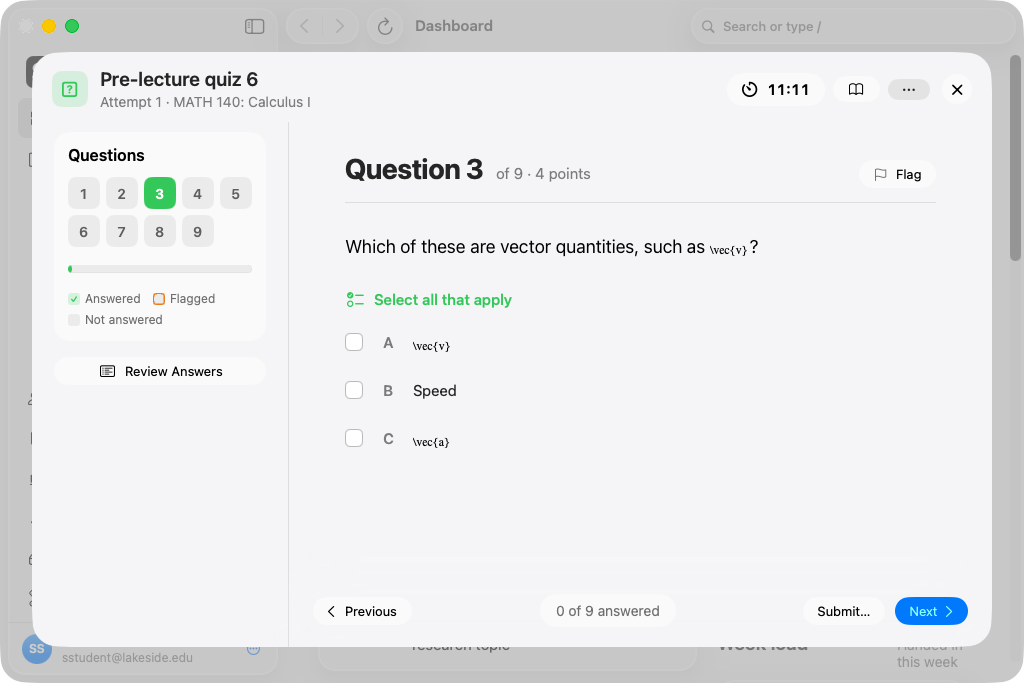 Dashboard
Search or type /
Pre-lecture quiz 6
Attempt 1 · MATH 140: Calculus I
11:11
Questions
1 2 3 4 5
6 7 8 9
Answered Flagged
Not answered
Review Answers
Question 3 of 9 · 4 points
Flag
Which of these are vector quantities, such as \vec{v}?
Select all that apply
A \vec{v}
B Speed
C \vec{a}
Previous
0 of 9 answered
Submit...
Next
SS
sstudent@lakeside.edu
research topic
Week load
Handed in
this week